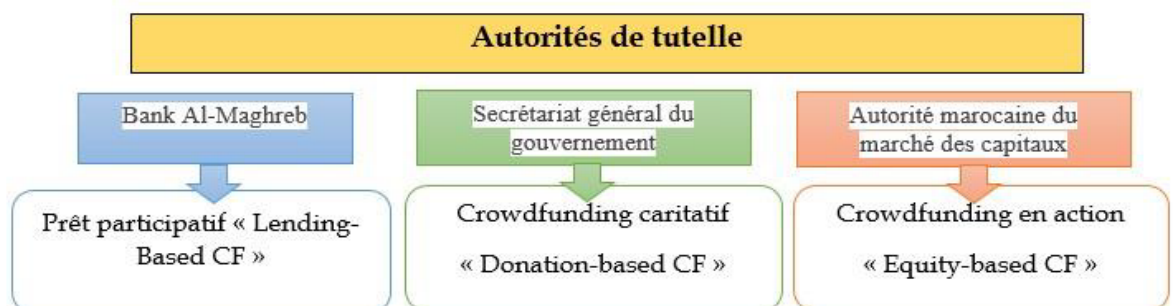 Autorités de tutelle
Bank Al-Maghreb
Secrétariat général du
gouvernement
Autorité marocaine du
marché des capitaux
Prêt participatif « Lending-
Based CF »
Crowdfunding caritatif
« Donation-based CF »
Crowdfunding en action
« Equity-based CF »